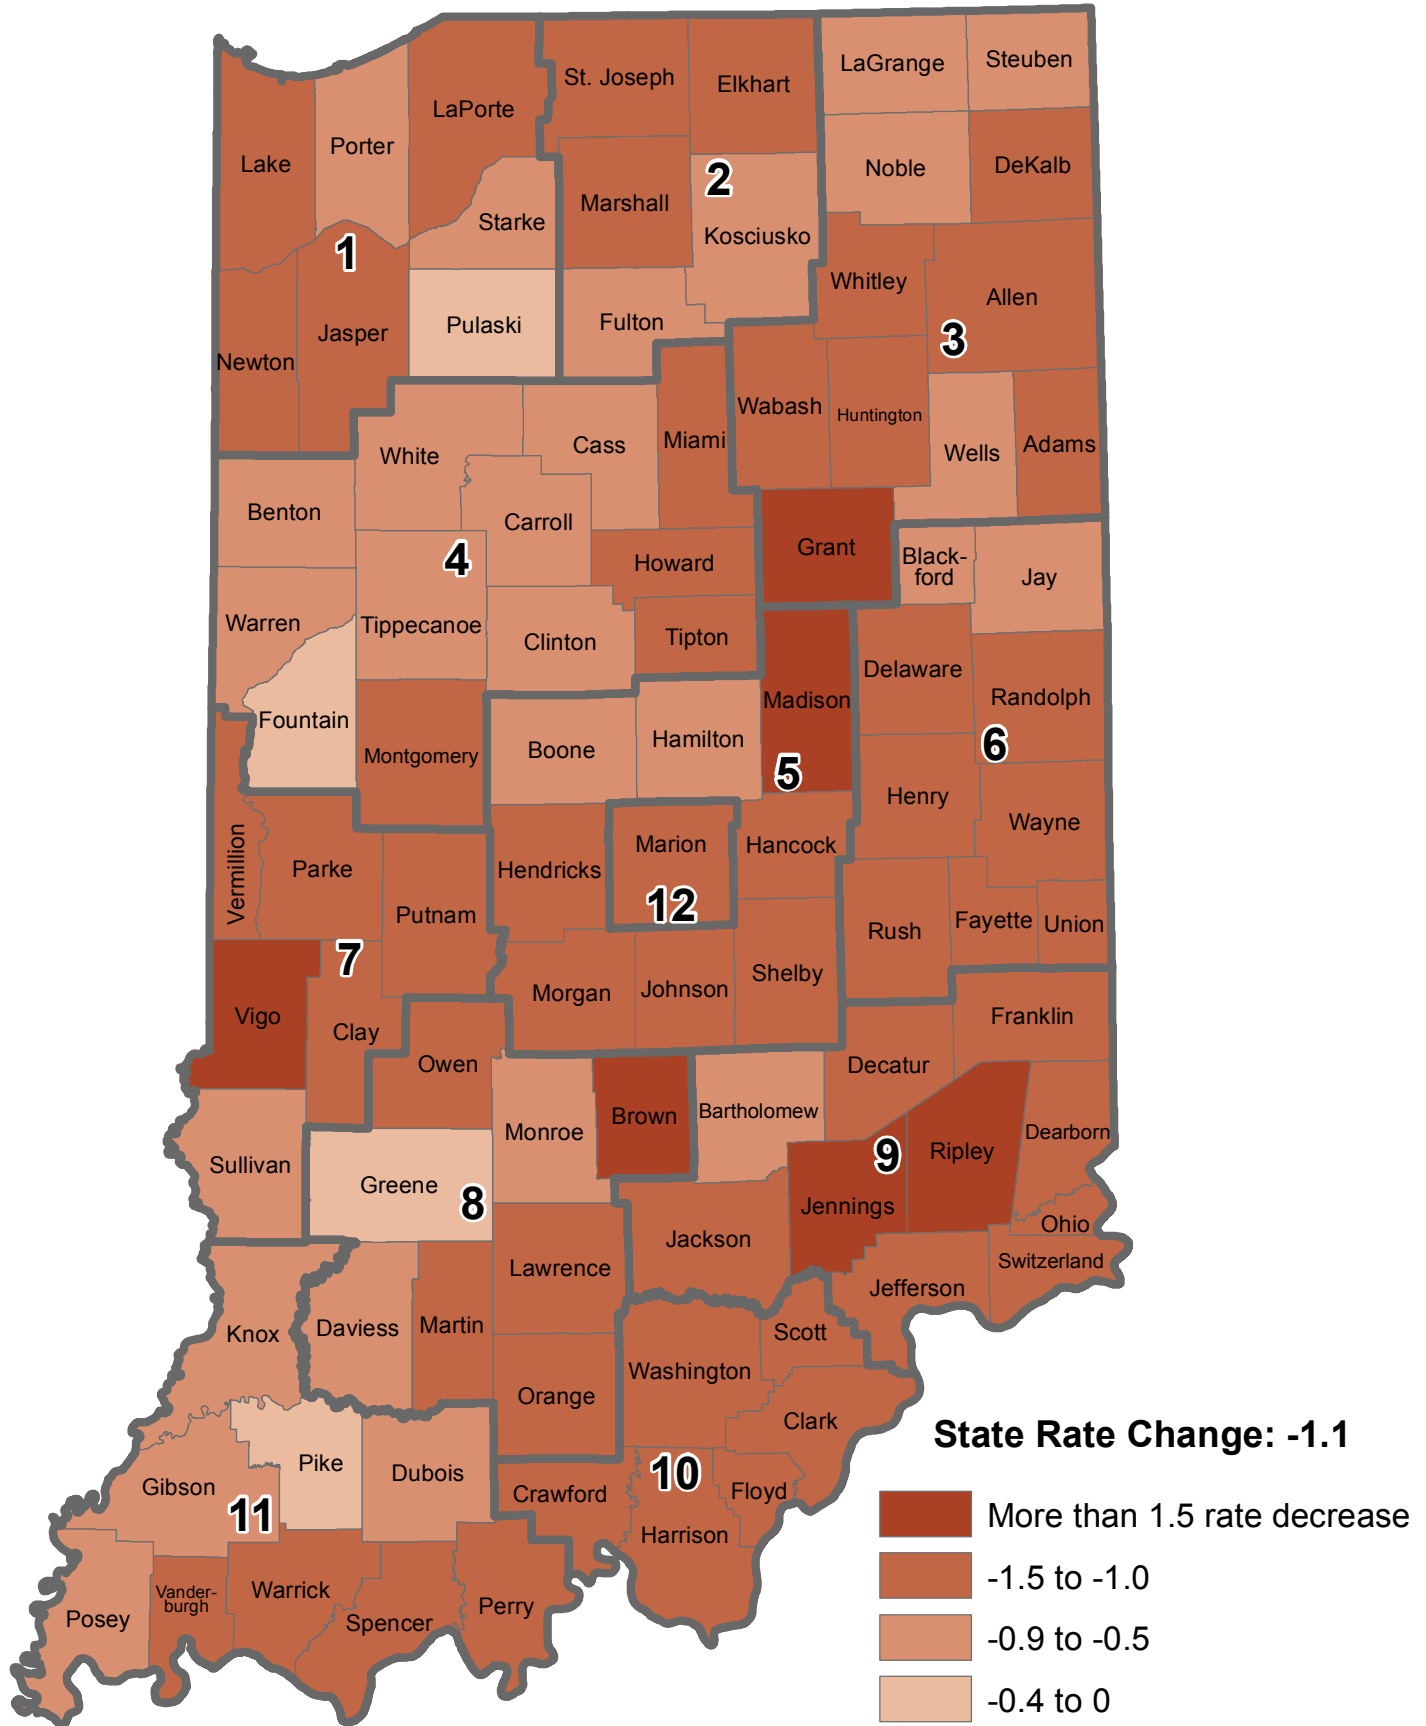 St. Joseph
Elkhart
LaGrange
Steuben
LaPorte
Lake
Porter
Noble
DeKalb
2
Marshall
Starke
Kosciusko
1
Whitley
Allen
Pulaski
Fulton
Jasper
3
Newton
Wabash
Huntington
White
Cass
Miami
Wells
Adams
Benton
Carroll
Grant
4
Howard
Black-
ford
Jay
Warren
Tippecanoe
Clinton
Tipton
Delaware
Madison
Randolph
Fountain
Montgomery
Boone
Hamilton
6
5
Henry
Wayne
Vermillion
Parke
Hendricks
Marion
Hancock
12
Putnam
Rush
Fayette
Union
7
Shelby
Morgan
Johnson
Vigo
Clay
Franklin
Owen
Decatur
Brown
Bartholomew
Monroe
Dearborn
9
Ripley
Sullivan
Greene
8
Jennings
Ohio
Jackson
Lawrence
Switzerland
Jefferson
Knox
Daviess
Martin
Scott
Washington
Orange
Clark
Pike
Dubois
10
Gibson
11
Crawford
Floyd
Harrison
Vander-
burgh
Warrick
Perry
Posey
Spencer
State Rate Change: -1.1
More than 1.5 rate decrease
-1.5 to -1.0
-0.9 to -0.5
-0.4 to 0